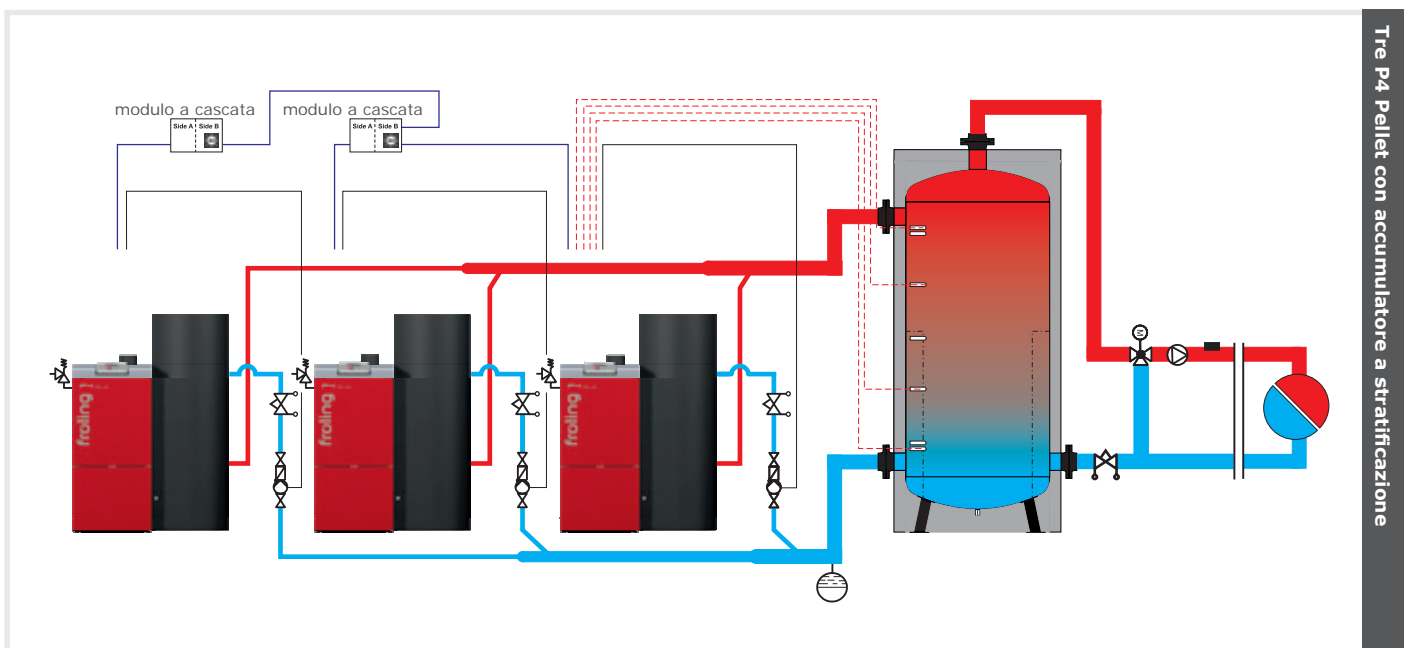 modulo a cascata
modulo a cascata
Side A
Side B
Side A
Side B
froling
froling
froling
M
Tre P4 Pellet con accumulatore a stratificazione